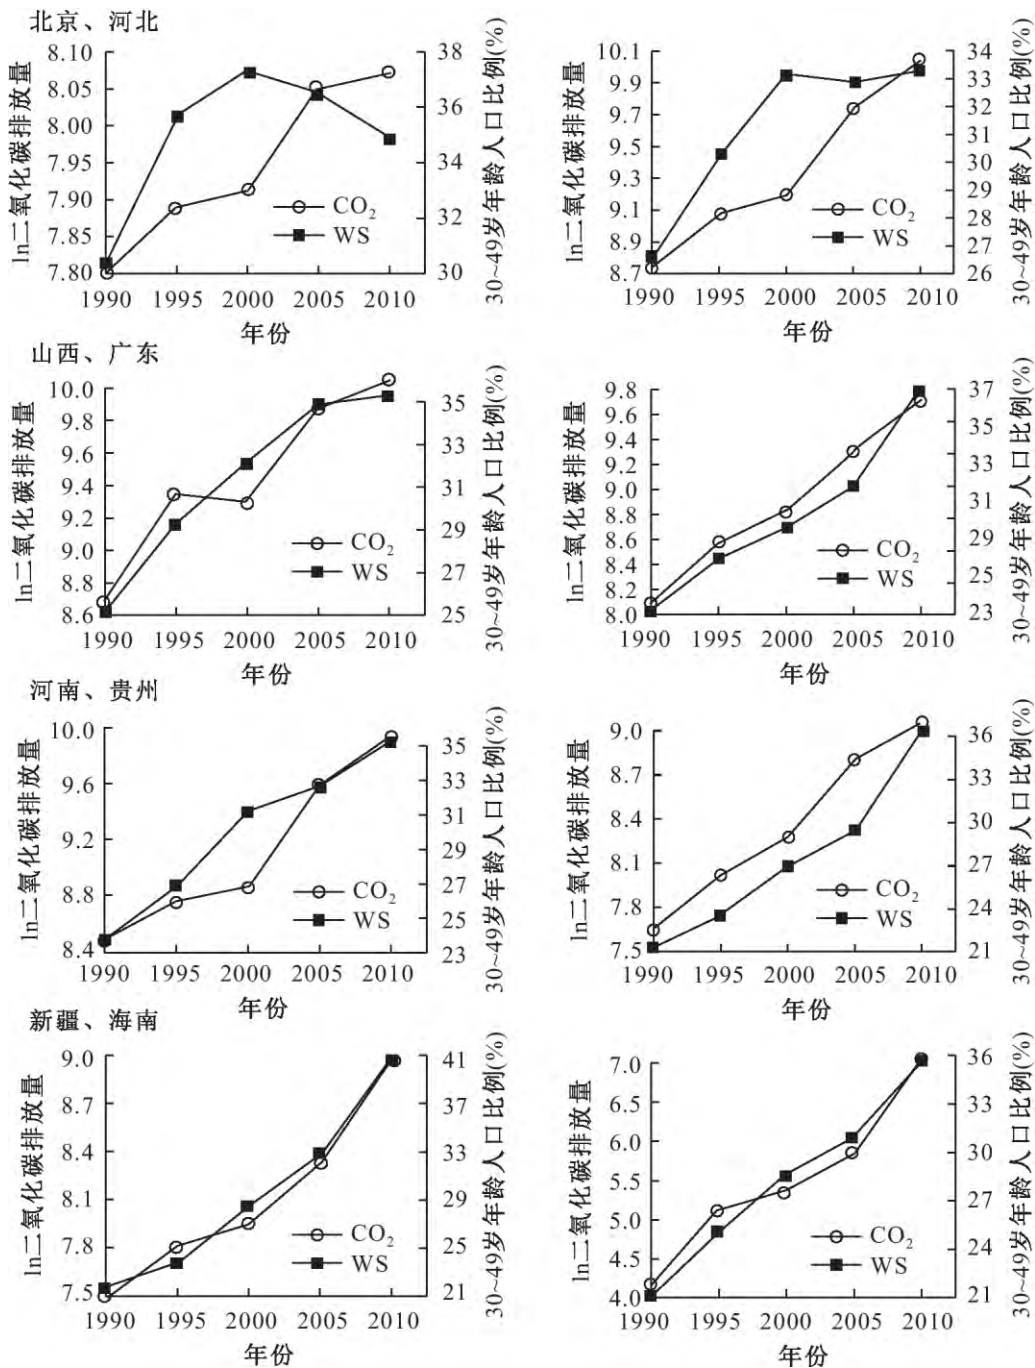 北京、河北
ln二氧化碳排放量
8.10
8.05
8.00
7.95
7.90
7.85
7.80
38
36
34
32
30
30~49岁年龄人口比例(%)
CO₂
WS
1990 1995 2000 2005 2010
年份
ln二氧化碳排放量
10.1
9.9
9.7
9.5
9.3
9.1
8.9
8.7
34
33
32
31
30
29
28
27
26
30~49岁年龄人口比例(%)
CO₂
WS
1990 1995 2000 2005 2010
年份
山西、广东
ln二氧化碳排放量
10.0
9.8
9.6
9.4
9.2
9.0
8.8
8.6
35
33
31
29
27
25
30~49岁年龄人口比例(%)
CO₂
WS
1990 1995 2000 2005 2010
年份
ln二氧化碳排放量
9.8
9.6
9.4
9.2
9.0
8.8
8.6
8.4
8.2
8.0
37
35
33
31
29
27
25
23
30~49岁年龄人口比例(%)
CO₂
WS
1990 1995 2000 2005 2010
年份
河南、贵州
ln二氧化碳排放量
10.0
9.6
9.2
8.8
8.4
35
33
31
29
27
25
23
30~49岁年龄人口比例(%)
CO₂
WS
1990 1995 2000 2005 2010
年份
ln二氧化碳排放量
9.0
8.7
8.4
8.1
7.8
7.5
36
33
30
27
24
21
30~49岁年龄人口比例(%)
CO₂
WS
1990 1995 2000 2005 2010
年份
新疆、海南
ln二氧化碳排放量
9.0
8.7
8.4
8.1
7.8
7.5
41
37
33
29
25
21
30~49岁年龄人口比例(%)
CO₂
WS
1990 1995 2000 2005 2010
年份
ln二氧化碳排放量
7.0
6.5
6.0
5.5
5.0
4.5
4.0
36
33
30
27
24
21
30~49岁年龄人口比例(%)
CO₂
WS
1990 1995 2000 2005 2010
年份